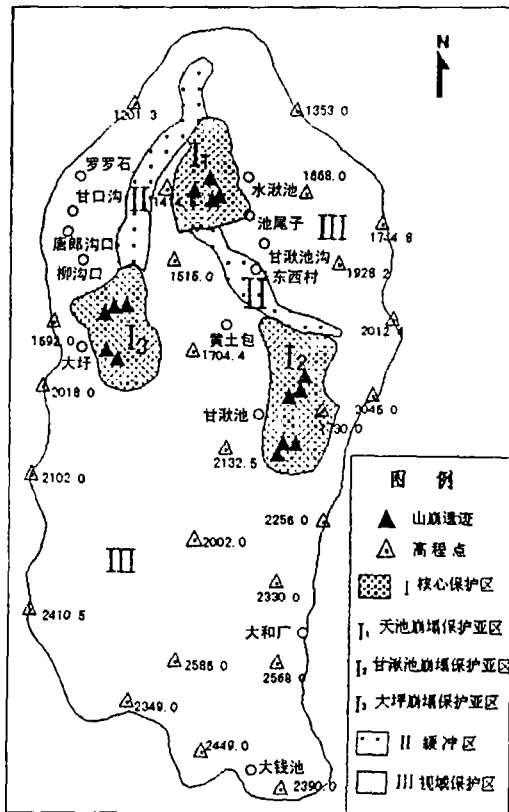 N
1201.3
1353.0
罗罗石
I₁
水湫池
1668.0
甘口沟
II
池尾子
III
1744.8
唐郎沟口
甘湫池沟
柳沟口
1515.0
东西村
1928.2
II
1692.0
I₃
黄土包
2012.4
大圩
1704.4
I₂
2018.0
2045.0
甘湫池
1730.0
2132.5
2102.0
2256.0
III
2002.0
2330.0
2410.5
大和厂
2586.0
2568.0
2349.0
2449.0
大钱池
2390.0
图 例
山崩遗迹
高程点
I 核心保护区
I₁ 天池崩塌保护亚区
I₂ 甘湫池崩塌保护亚区
I₃ 大坪崩塌保护亚区
II 缓冲区
III 视域保护区